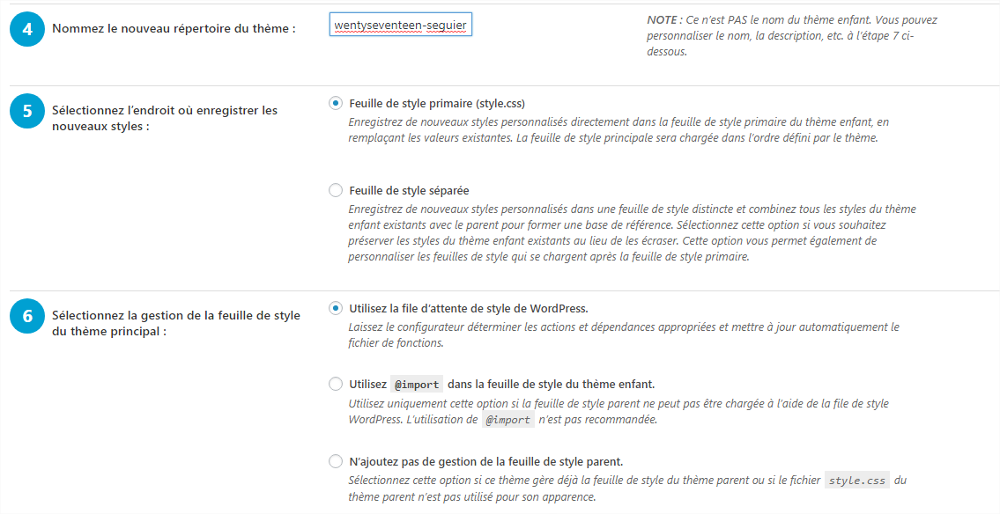 4 Nommez le nouveau répertoire du thème :
wentyseventeen-seguier
NOTE : Ce n'est PAS le nom du thème enfant. Vous pouvez
personnaliser le nom, la description, etc. à l'étape 7 ci-
dessous.
5 Sélectionnez l'endroit où enregistrer les
nouveaux styles :
Feuille de style primaire (style.css)
Enregistrez de nouveaux styles personnalisés directement dans la feuille de style primaire du thème enfant, en
remplaçant les valeurs existantes. La feuille de style principale sera chargée dans l'ordre défini par le thème.
Feuille de style séparée
Enregistrez de nouveaux styles personnalisés dans une feuille de style distincte et combinez tous les styles du thème
enfant existants avec le parent pour former une base de référence. Sélectionnez cette option si vous souhaitez
préserver les styles du thème enfant existants au lieu de les écraser. Cette option vous permet également de
personnaliser les feuilles de style qui se chargent après la feuille de style primaire.
6 Sélectionnez la gestion de la feuille de style
du thème principal :
Utilisez la file d'attente de style de WordPress.
Laissez le configurateur déterminer les actions et dépendances appropriées et mettre à jour automatiquement le
fichier de fonctions.
Utilisez @import dans la feuille de style du thème enfant.
Utilisez uniquement cette option si la feuille de style parent ne peut pas être chargée à l'aide de la file de style
WordPress. L'utilisation de @import n'est pas recommandée.
N'ajoutez pas de gestion de la feuille de style parent.
Sélectionnez cette option si ce thème gère déjà la feuille de style du thème parent ou si le fichier style.css du
thème parent n'est pas utilisé pour son apparence.